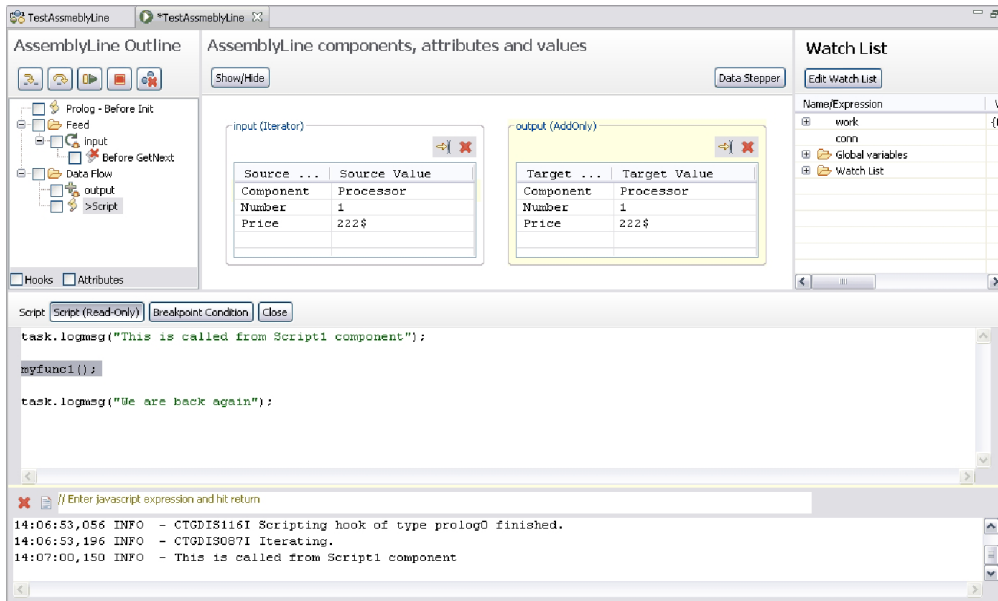 TestAssmeblyLine
*TestAssmeblyLine
AssemblyLine Outline
AssemblyLine components, attributes and values
Watch List
Show/Hide
Data Stepper
Edit Watch List
Prolog - Before Init
Feed
input
Before GetNext
Data Flow
output
>Script
Hooks Attributes
input (Iterator)
Source ... Source Value
Component Processor
Number 1
Price 222$
output (AddOnly)
Target ... Target Value
Component Processor
Number 1
Price 222$
Name/Expression
work
conn
Global variables
Watch List
Script Script (Read-Only) Breakpoint Condition Close
task.logmsg("This is called from Script1 component");
myfunc1();
task.logmsg("We are back again");
// Enter javascript expression and hit return
14:06:53,056 INFO - CTGDIS116I Scripting hook of type prolog0 finished.
14:06:53,196 INFO - CTGDIS087I Iterating.
14:07:00,150 INFO - This is called from Script1 component